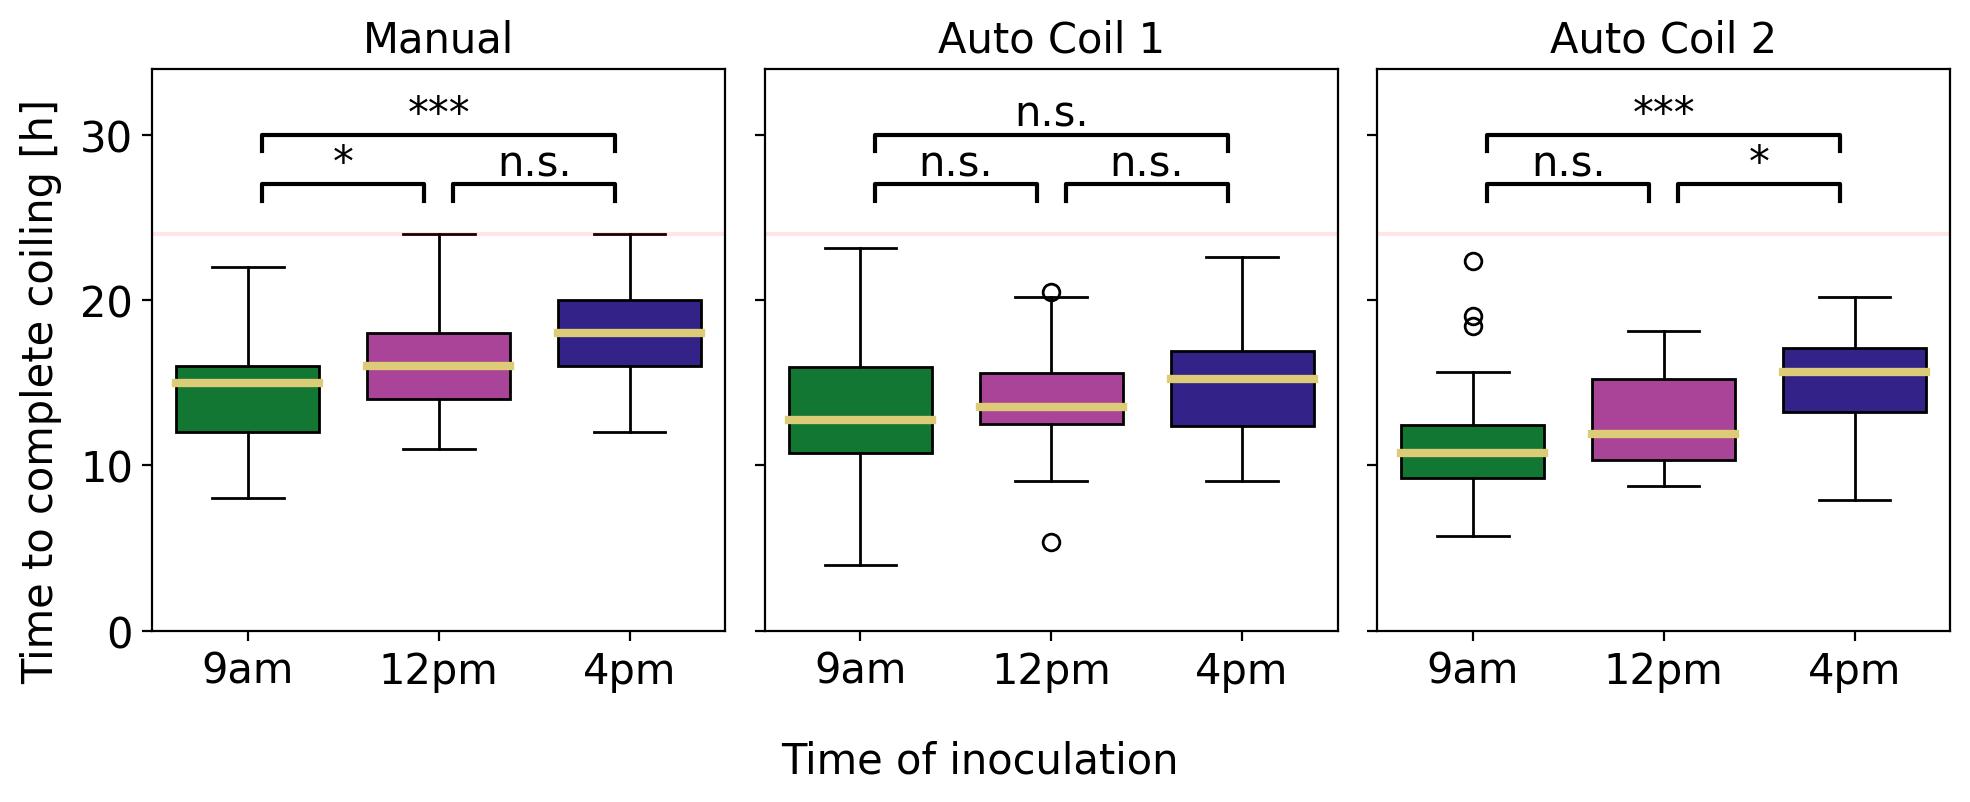 Manual Auto Coil 1 Auto Coil 2
Time to complete coiling [h]
30
20
10
0
***
*
n.s.
n.s.
n.s.
n.s.
***
n.s.
*
9am 12pm 4pm 9am 12pm 4pm 9am 12pm 4pm
Time of inoculation